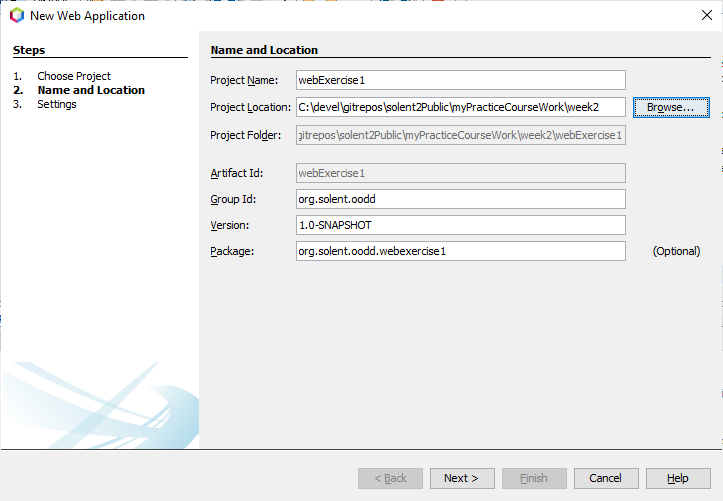 New Web Application
Steps
1. Choose Project
2. Name and Location
3. Settings
Name and Location
Project Name: webExercise1
Project Location: C:\devel\gitrepos\solent2Public\myPracticeCourseWork\week2 Browse...
Project Folder: gitrepos\solent2Public\myPracticeCourseWork\week2\webExercise1
Artifact Id: webExercise1
Group Id: org.solent.oodd
Version: 1.0-SNAPSHOT
Package: org.solent.oodd.webexercise1 (Optional)
< Back Next > Finish Cancel Help